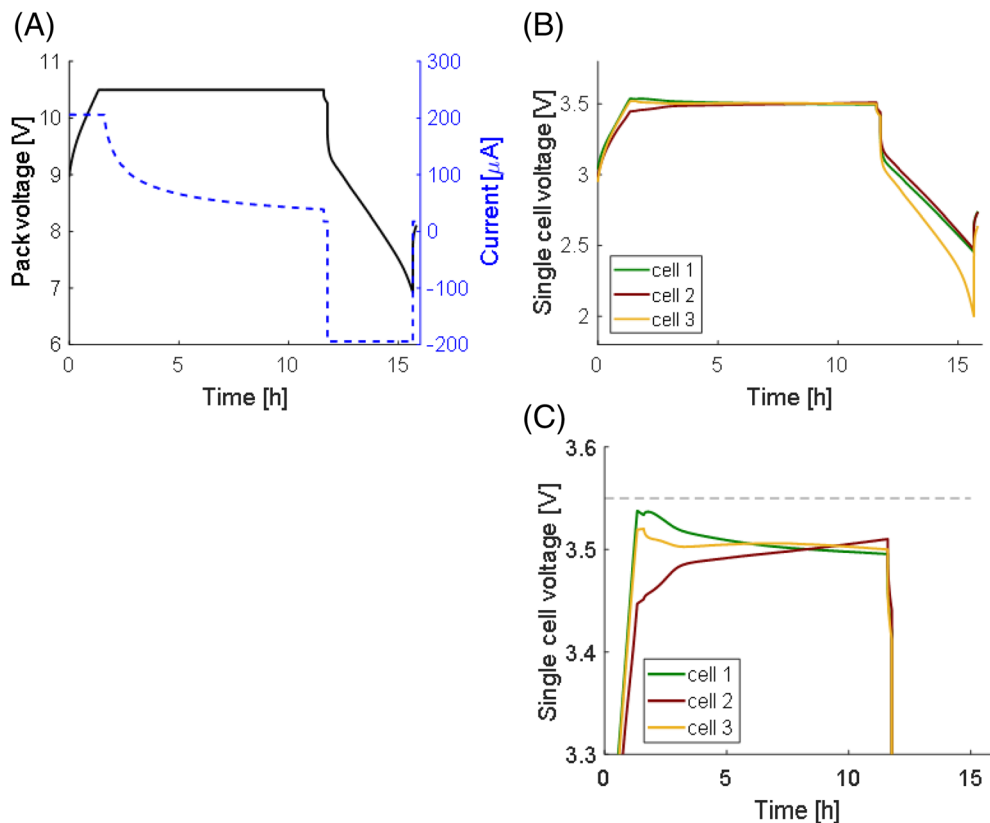 (A)
11
10
9
8
7
6
Pack voltage [V]
300
200
100
0
-100
-200
Current [μA]
0
5
10
15
Time [h]
(B)
3.5
3
2.5
2
Single cell voltage [V]
cell 1
cell 2
cell 3
0
5
10
15
Time [h]
(C)
3.6
3.5
3.4
3.3
Single cell voltage [V]
cell 1
cell 2
cell 3
0
5
10
15
Time [h]